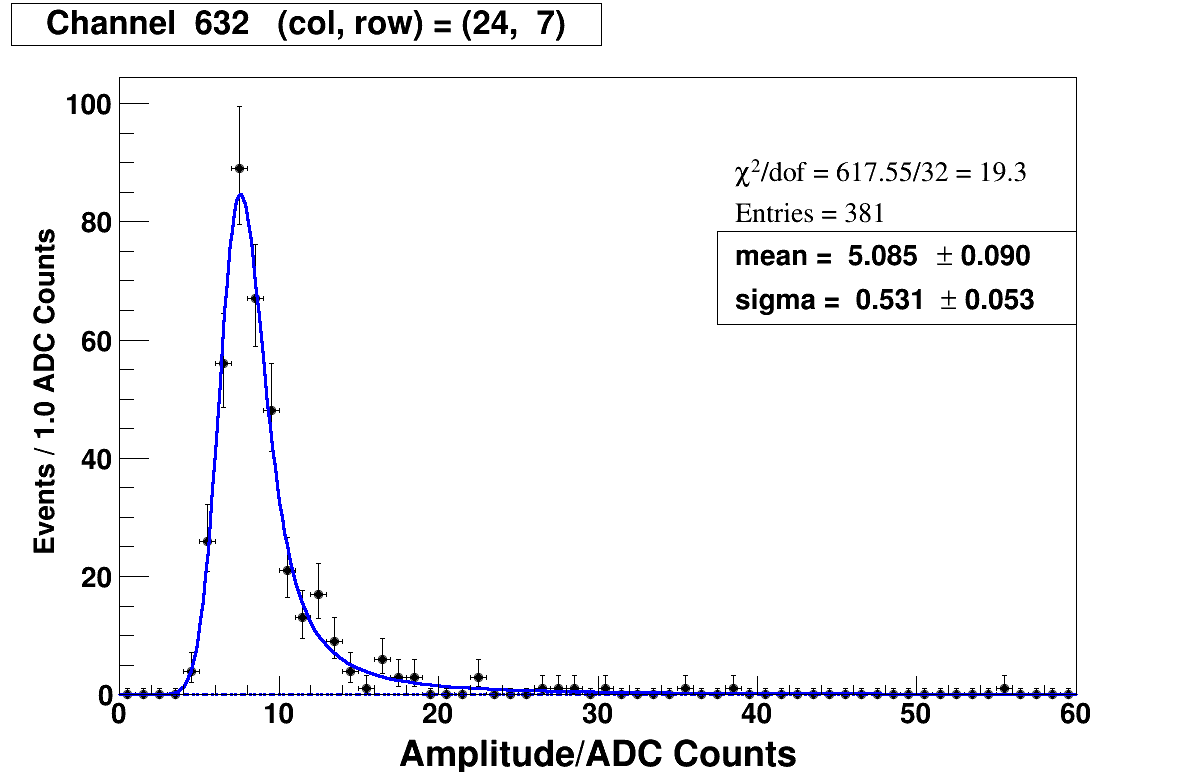 Channel 632 (col, row) = (24, 7)
Events / 1.0 ADC Counts
100
80
60
40
20
0
χ²/dof = 617.55/32 = 19.3
Entries = 381
mean = 5.085 ± 0.090
sigma = 0.531 ± 0.053
0 10 20 30 40 50 60
Amplitude/ADC Counts